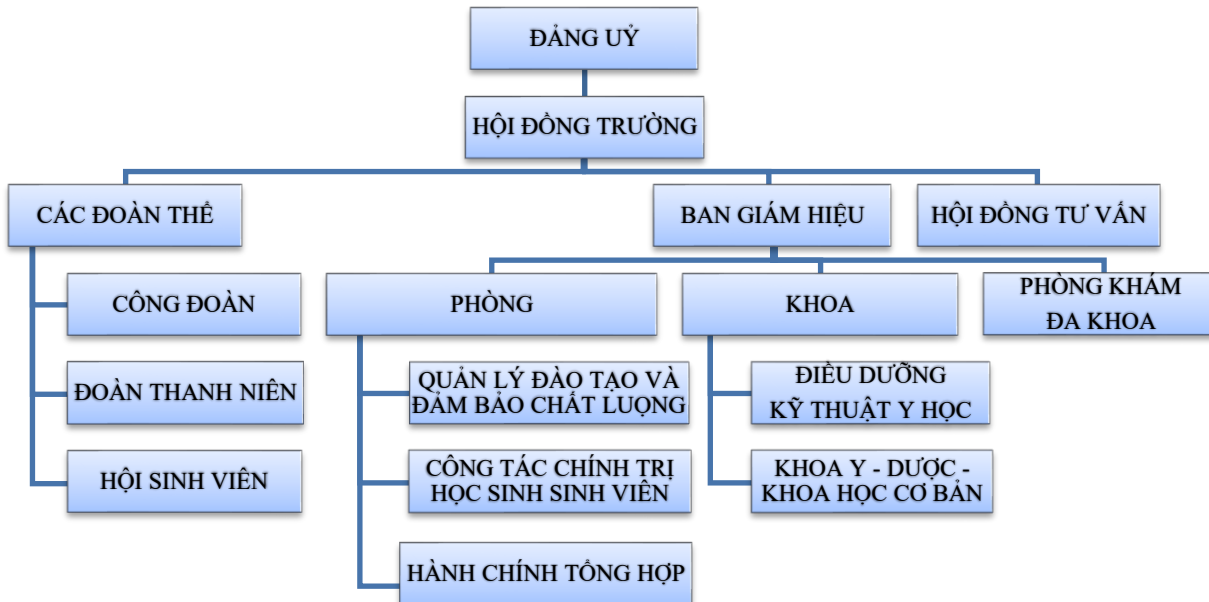 ĐẢNG UỶ
HỘI ĐỒNG TRƯỜNG
CÁC ĐOÀN THỂ
BAN GIÁM HIỆU
HỘI ĐỒNG TƯ VẤN
CÔNG ĐOÀN
PHÒNG
KHOA
PHÒNG KHÁM
ĐA KHOA
ĐOÀN THANH NIÊN
QUẢN LÝ ĐÀO TẠO VÀ
ĐẢM BẢO CHẤT LUỌNG
ĐIỀU DƯỠNG
KỸ THUẬT Y HỌC
HỘI SINH VIÊN
CÔNG TÁC CHÍNH TRỊ
HỌC SINH SINH VIÊN
KHOA Y - DƯỢC -
KHOA HỌC CƠ BẢN
HÀNH CHÍNH TỔNG HỢP